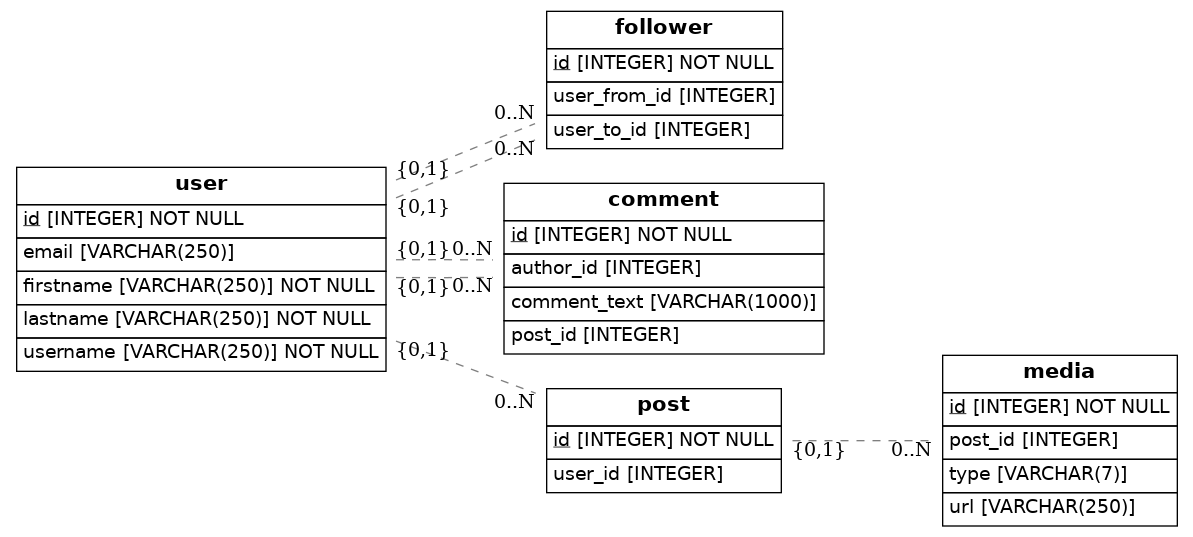 follower
id [INTEGER] NOT NULL
user_from_id [INTEGER]
user_to_id [INTEGER]
0..N
0..N
{0,1}
{0,1}
user
id [INTEGER] NOT NULL
email [VARCHAR(250)]
firstname [VARCHAR(250)] NOT NULL
lastname [VARCHAR(250)] NOT NULL
username [VARCHAR(250)] NOT NULL
{0,1} 0..N
{0,1} 0..N
comment
id [INTEGER] NOT NULL
author_id [INTEGER]
comment_text [VARCHAR(1000)]
post_id [INTEGER]
{0,1}
0..N
post
id [INTEGER] NOT NULL
user_id [INTEGER]
{0,1} 0..N
media
id [INTEGER] NOT NULL
post_id [INTEGER]
type [VARCHAR(7)]
url [VARCHAR(250)]